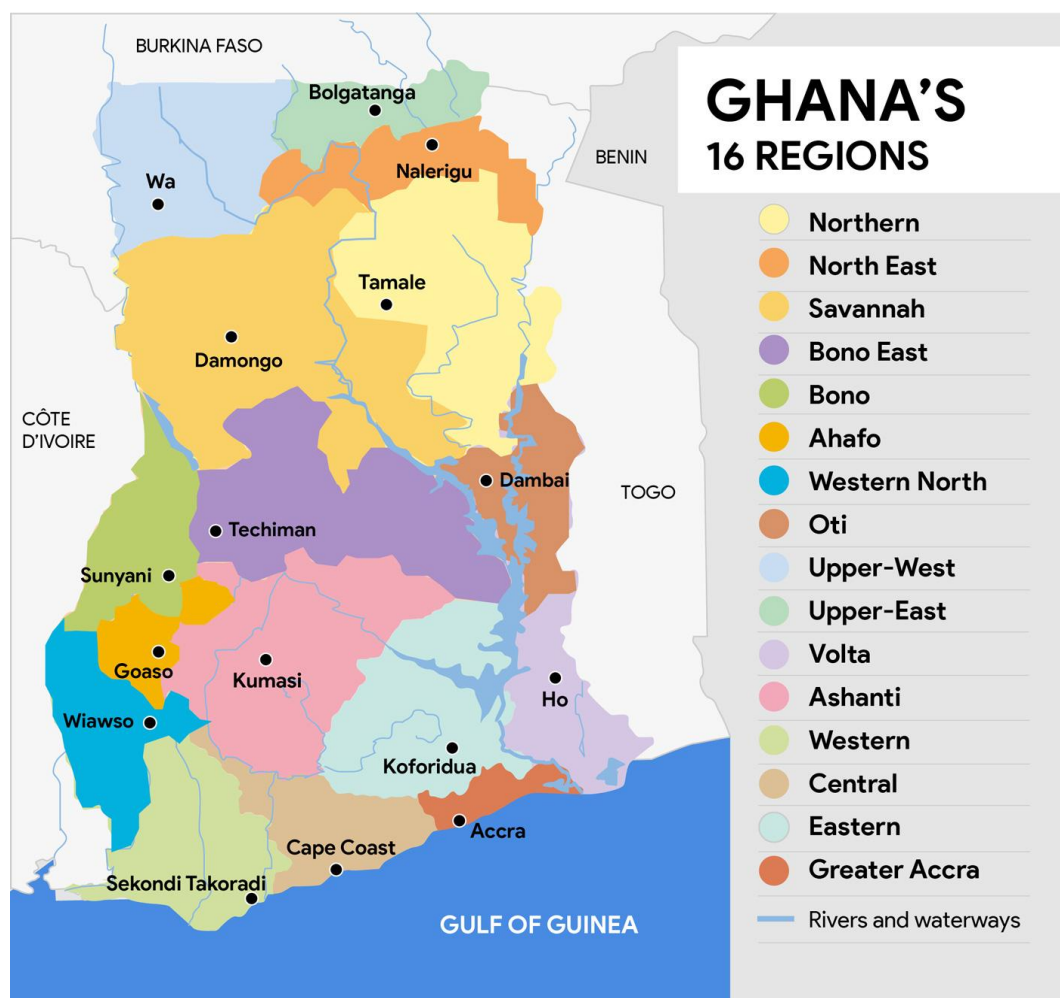 BURKINA FASO
GHANA'S
16 REGIONS
Bolgatanga
Nalerigu
BENIN
Wa
Tamale
Damongo
CÔTE
D'IVOIRE
Dambai
TOGO
Techiman
Sunyani
Goaso
Kumasi
Ho
Wiawso
Koforidua
Accra
Cape Coast
Sekondi Takoradi
GULF OF GUINEA
Northern
North East
Savannah
Bono East
Bono
Ahafo
Western North
Oti
Upper-West
Upper-East
Volta
Ashanti
Western
Central
Eastern
Greater Accra
Rivers and waterways